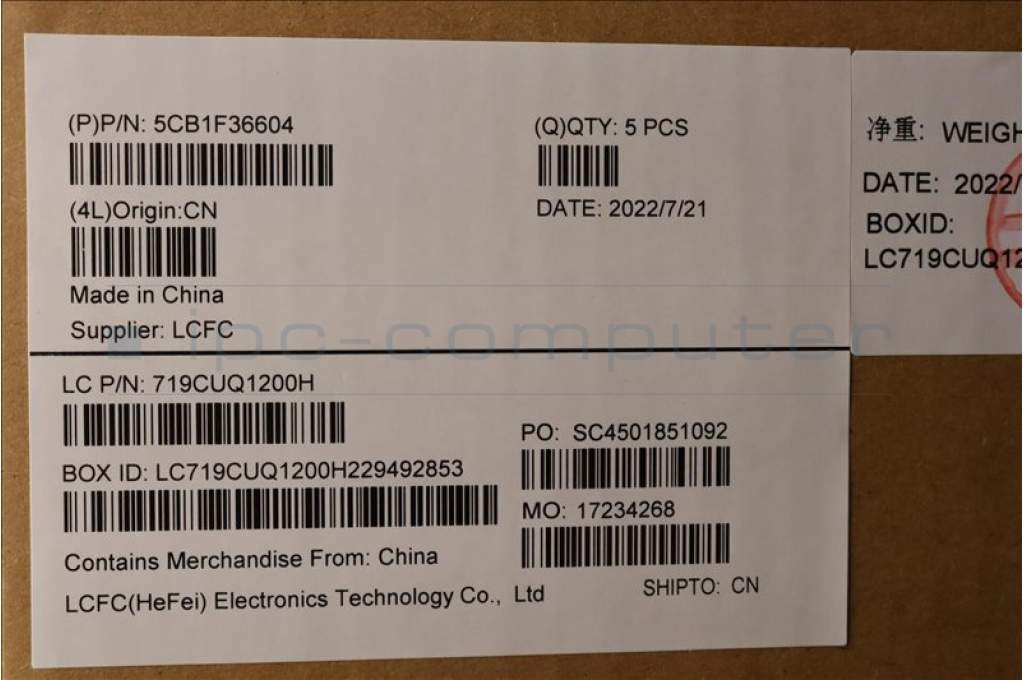 (P)P/N: 5CB1F36604
(Q)QTY: 5 PCS
(4L)Origin:CN
DATE: 2022/7/21
Made in China
Supplier: LCFC
LC P/N: 719CUQ1200H
PO: SC4501851092
BOX ID: LC719CUQ1200H229492853
MO: 17234268
Contains Merchandise From: China
LCFC(HeFei) Electronics Technology Co., Ltd
SHIPTO: CN
净重: WEIGH
DATE: 2022/
BOXID:
LC719CUQ12
ipc-computer